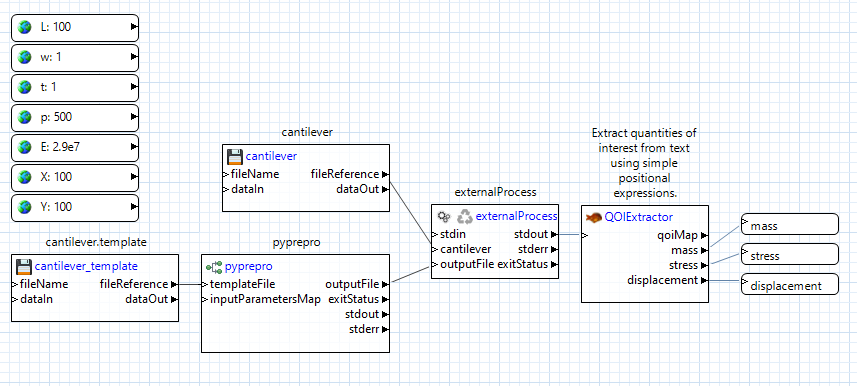 L: 100
w: 1
t: 1
p: 500
E: 2.9e7
X: 100
Y: 100
cantilever
cantilever
fileName fileReference
dataIn dataOut
cantilever.template
cantilever_template
fileName fileReference
dataIn dataOut
pyprepro
pyprepro
templateFile outputFile
inputParametersMap exitStatus
stdout
stderr
externalProcess
externalProcess
stdin stdout
cantilever stderr
outputFile exitStatus
Extract quantities of
interest from text
using simple
positional
expressions.
QOIExtractor
qoiMap
mass
stress
displacement
mass
stress
displacement